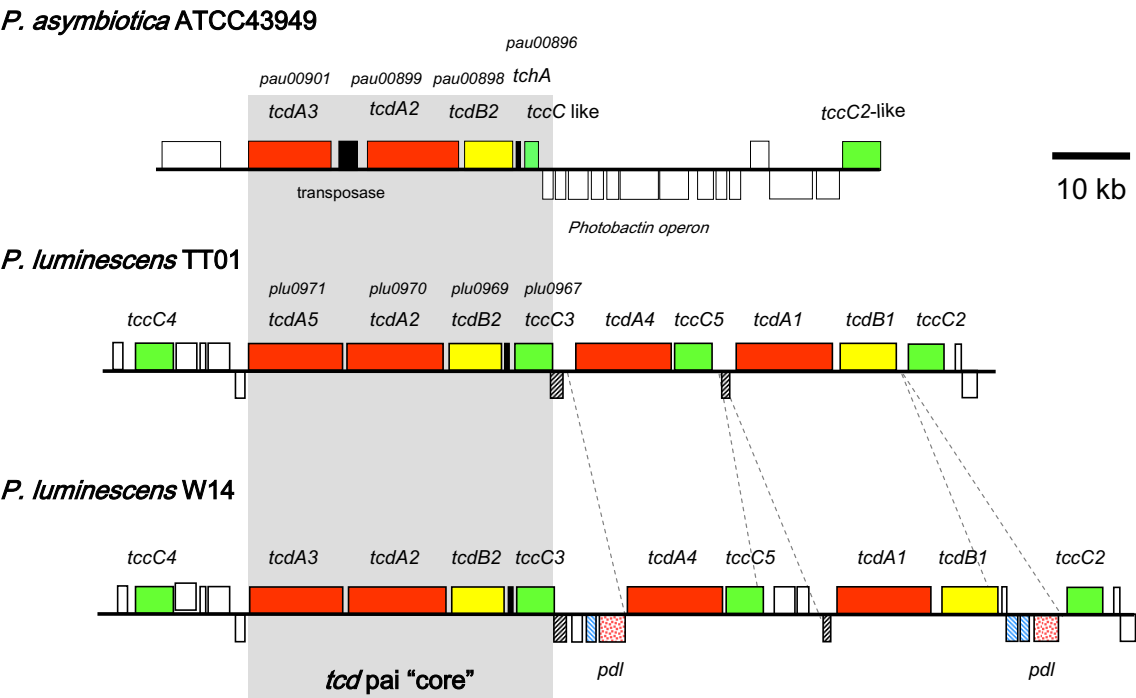 P. asymbiotica ATCC43949
pau00896
pau00901 pau00899 pau00898 tchA
tcdA3 tcdA2 tcdB2 tccC like tccC2-like
transposase
10 kb
Photobactin operon
P. luminescens TT01
plu0971 plu0970 plu0969 plu0967
tccC4 tcdA5 tcdA2 tcdB2 tccC3 tcdA4 tccC5 tcdA1 tcdB1 tccC2
P. luminescens W14
tccC4 tcdA3 tcdA2 tcdB2 tccC3 tcdA4 tccC5 tcdA1 tcdB1 tccC2
pdl pdl
tcd pai “core”